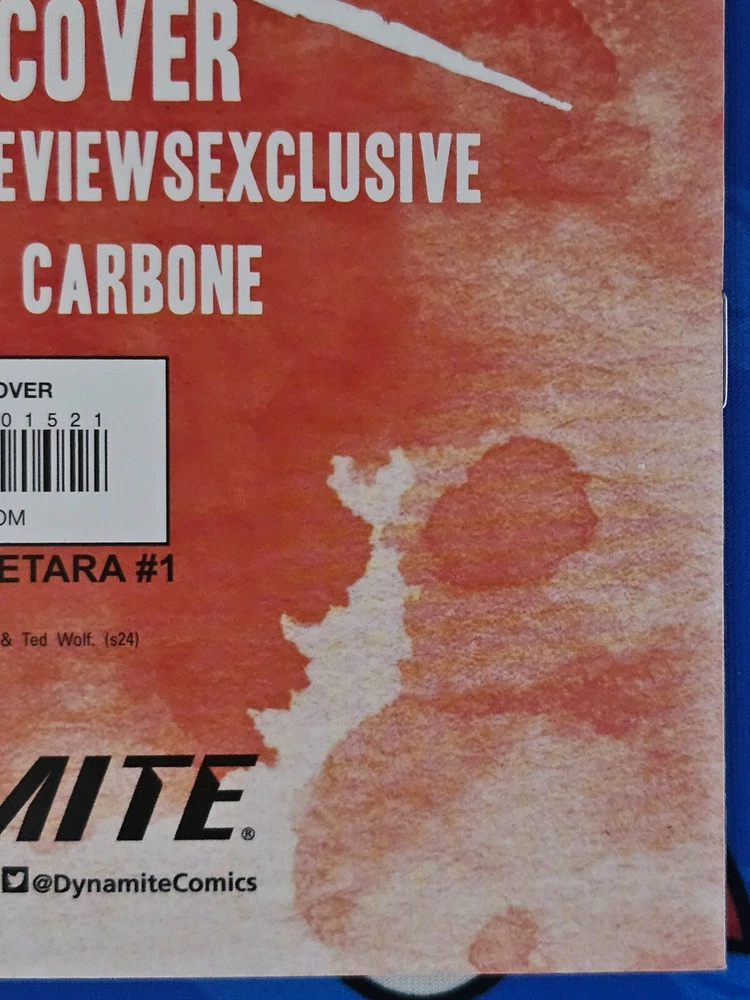 COVER
EVIEWSEXCLUSIVE
CARBONE
OVER
01521
OM
ETARA #1
& Ted Wolf. (s24)
MITE®
@DynamiteComics